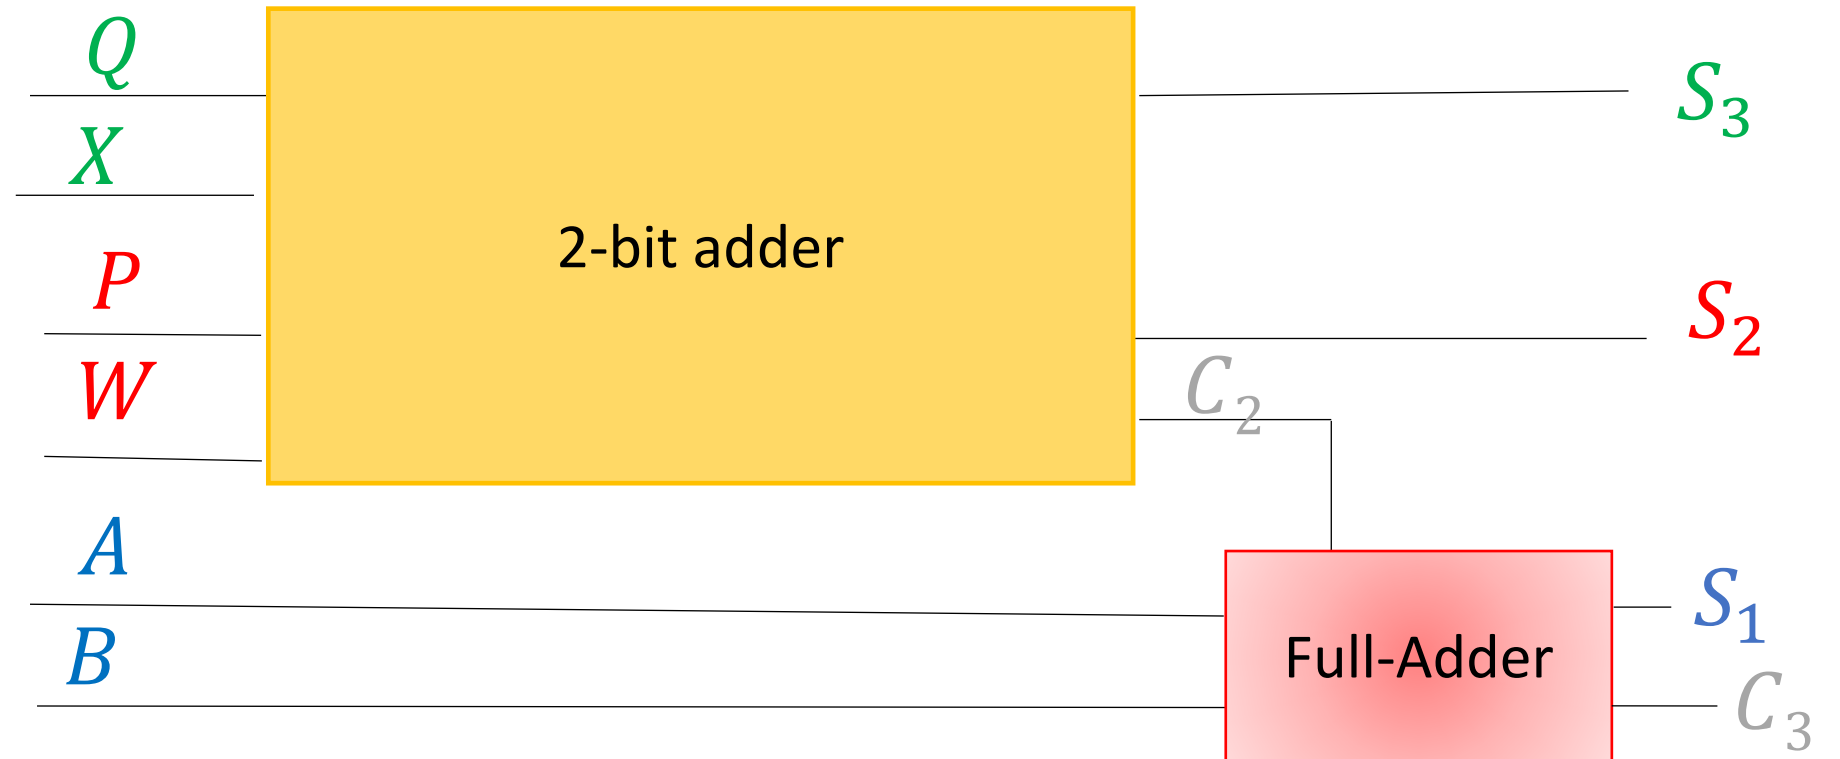 Q
S₃
X
2-bit adder
P
S₂
W
C₂
A
S₁
B
Full-Adder
C₃